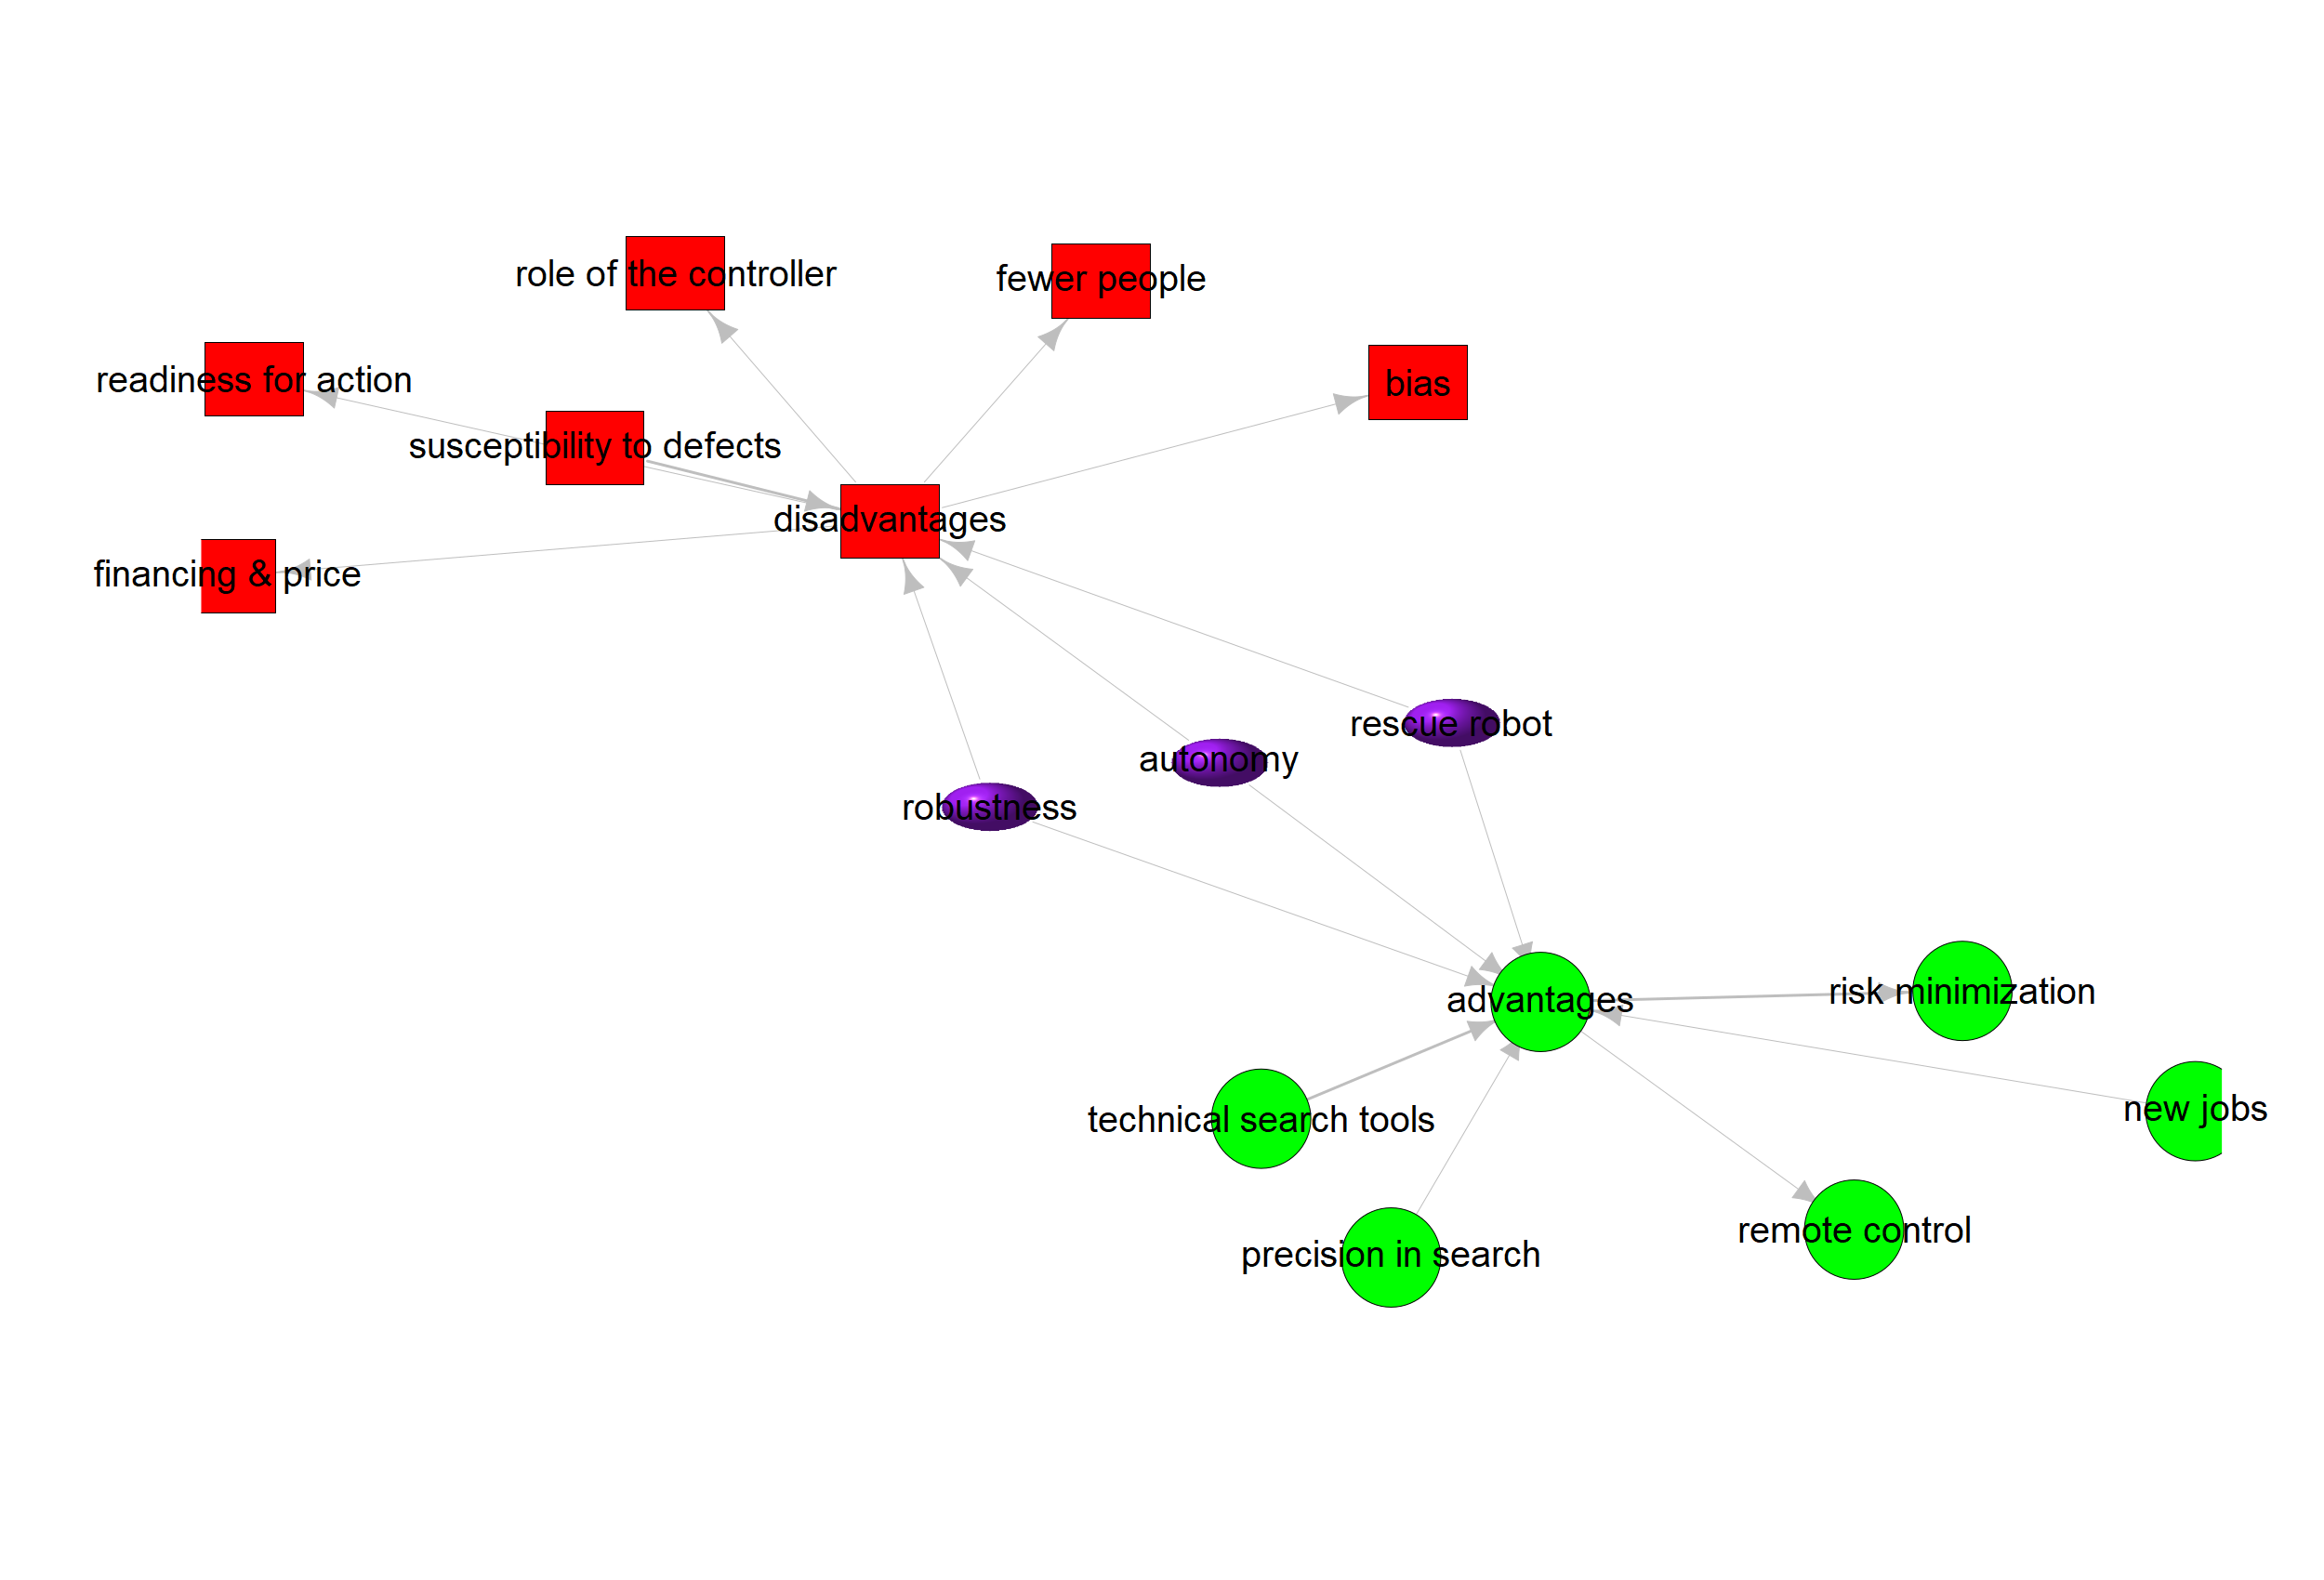 role of the controller
fewer people
readiness for action
bias
susceptibility to defects
disadvantages
financing & price
rescue robot
autonomy
robustness
advantages
risk minimization
technical search tools
new jobs
remote control
precision in search